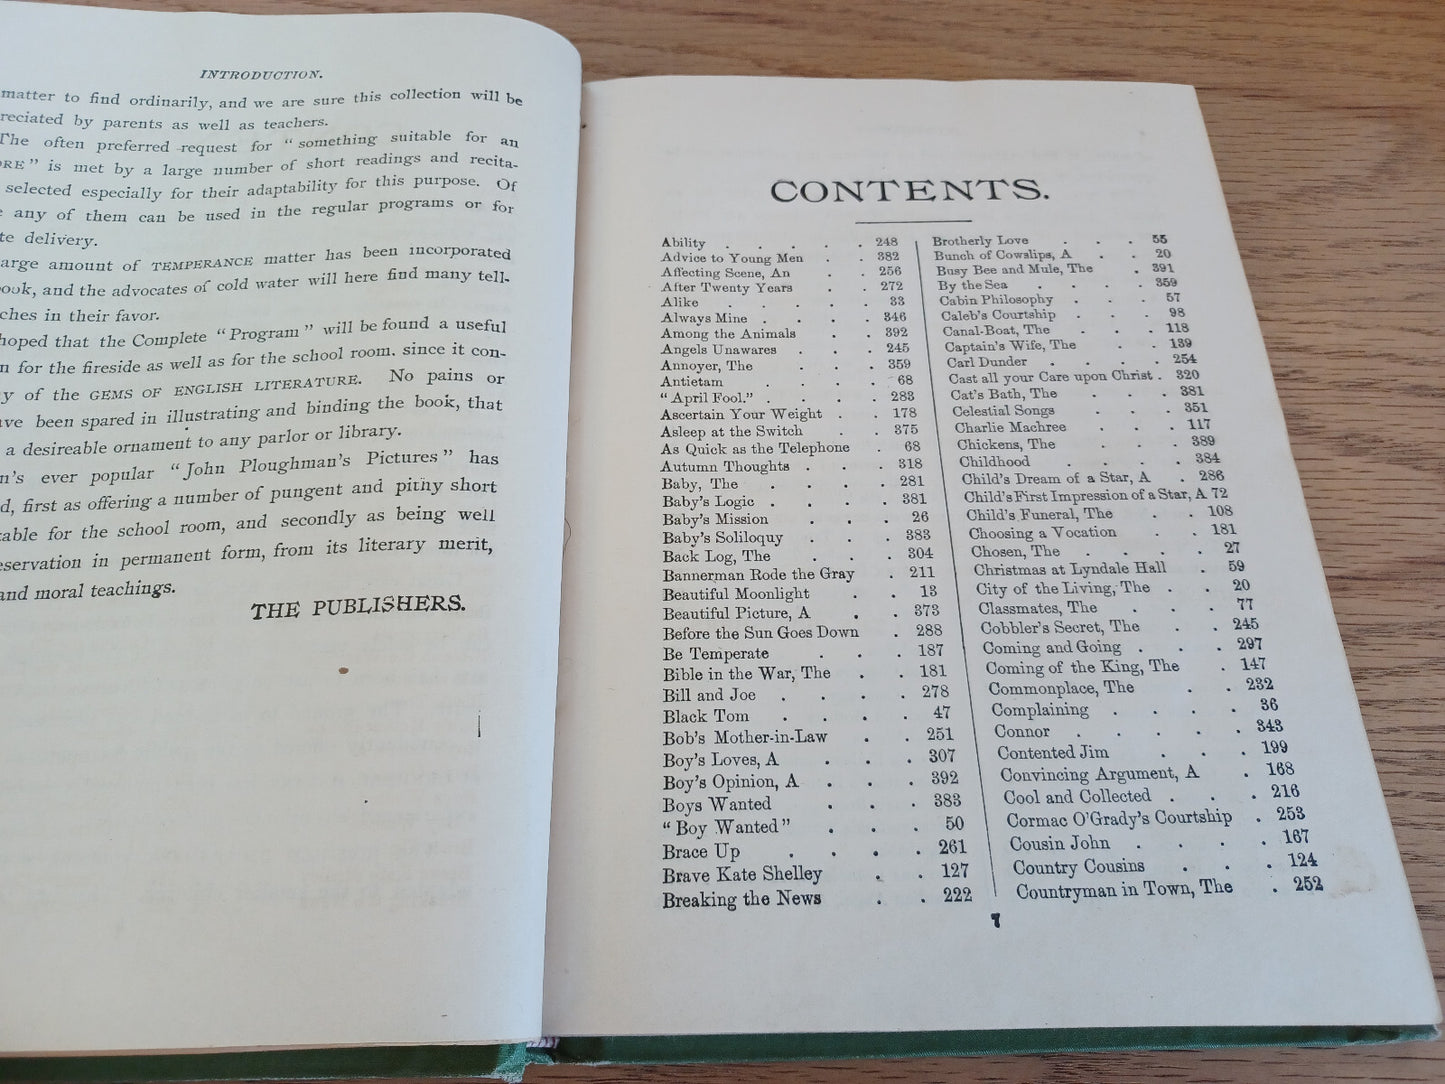 INTRODUCTION.
matter to find ordinarily, and we are sure this collection will be
reciated by parents as well as teachers.
The often preferred request for "something suitable for an
ORE" is met by a large number of short readings and recita-
selected especially for their adaptability for this purpose. Of
e any of them can be used in the regular programs or for
te delivery.
arge amount of TEMPERANCE matter has been incorporated
ook, and the advocates of cold water will here find many tell-
ches in their favor.
hoped that the Complete "Program" will be found a useful
n for the fireside as well as for the school room. since it con-
y of the GEMS OF ENGLISH LITERATURE. No pains or
ave been spared in illustrating and binding the book, that
a desireable ornament to any parlor or library.
n's ever popular "John Ploughman's Pictures" has
d, first as offering a number of pungent and pithy short
table for the school room, and secondly as being well
eservation in permanent form, from its literary merit,
and moral teachings.
THE PUBLISHERS.
CONTENTS.
Ability . . . . . 248
Advice to Young Men . . 382
Affecting Scene, An . . 256
After Twenty Years . . 272
Alike . . . . . 33
Always Mine . . . . 346
Among the Animals . . 392
Angels Unawares . . . 245
Annoyer, The . . . 359
Antietam . . . . 68
"April Fool." . . . . 283
Ascertain Your Weight . . 178
Asleep at the Switch . . 375
As Quick as the Telephone . 68
Autumn Thoughts . . . 318
Baby, The . . . . 281
Baby's Logic . . . . 381
Baby's Mission . . . 26
Baby's Soliloquy . . . 383
Back Log, The . . . 304
Bannerman Rode the Gray . 211
Beautiful Moonlight . . 13
Beautiful Picture, A . . 373
Before the Sun Goes Down . 288
Be Temperate . . . 187
Bible in the War, The . . 181
Bill and Joe . . . . 278
Black Tom . . . . 47
Bob's Mother-in-Law . . 251
Boy's Loves, A . . . 307
Boy's Opinion, A . . . 392
Boys Wanted . . . 383
"Boy Wanted" . . . 50
Brace Up . . . . 261
Brave Kate Shelley . . 127
Breaking the News . . 222
Brotherly Love . . . 55
Bunch of Cowslips, A . . 20
Busy Bee and Mule, The . 391
By the Sea . . . . 359
Cabin Philosophy . . . 57
Caleb's Courtship . . . 98
Canal-Boat, The . . . 118
Captain's Wife, The . . 139
Carl Dunder . . . . 254
Cast all your Care upon Christ . 320
Cat's Bath, The . . . 381
Celestial Songs . . . 351
Charlie Machree . . . 117
Chickens, The . . . 389
Childhood . . . . 384
Child's Dream of a Star, A . 286
Child's First Impression of a Star, A 72
Child's Funeral, The . . 108
Choosing a Vocation . . 181
Chosen, The . . . . 27
Christmas at Lyndale Hall . 59
City of the Living, The . . 20
Classmates, The . . . 77
Cobbler's Secret, The . . 245
Coming and Going . . . 297
Coming of the King, The . 147
Commonplace, The . . 232
Complaining . . . . 36
Connor . . . . . 343
Contented Jim . . . 199
Convincing Argument, A . 168
Cool and Collected . . . 216
Cormac O'Grady's Courtship . 253
Cousin John . . . . 167
Country Cousins . . . 124
Countryman in Town, The . 252
7